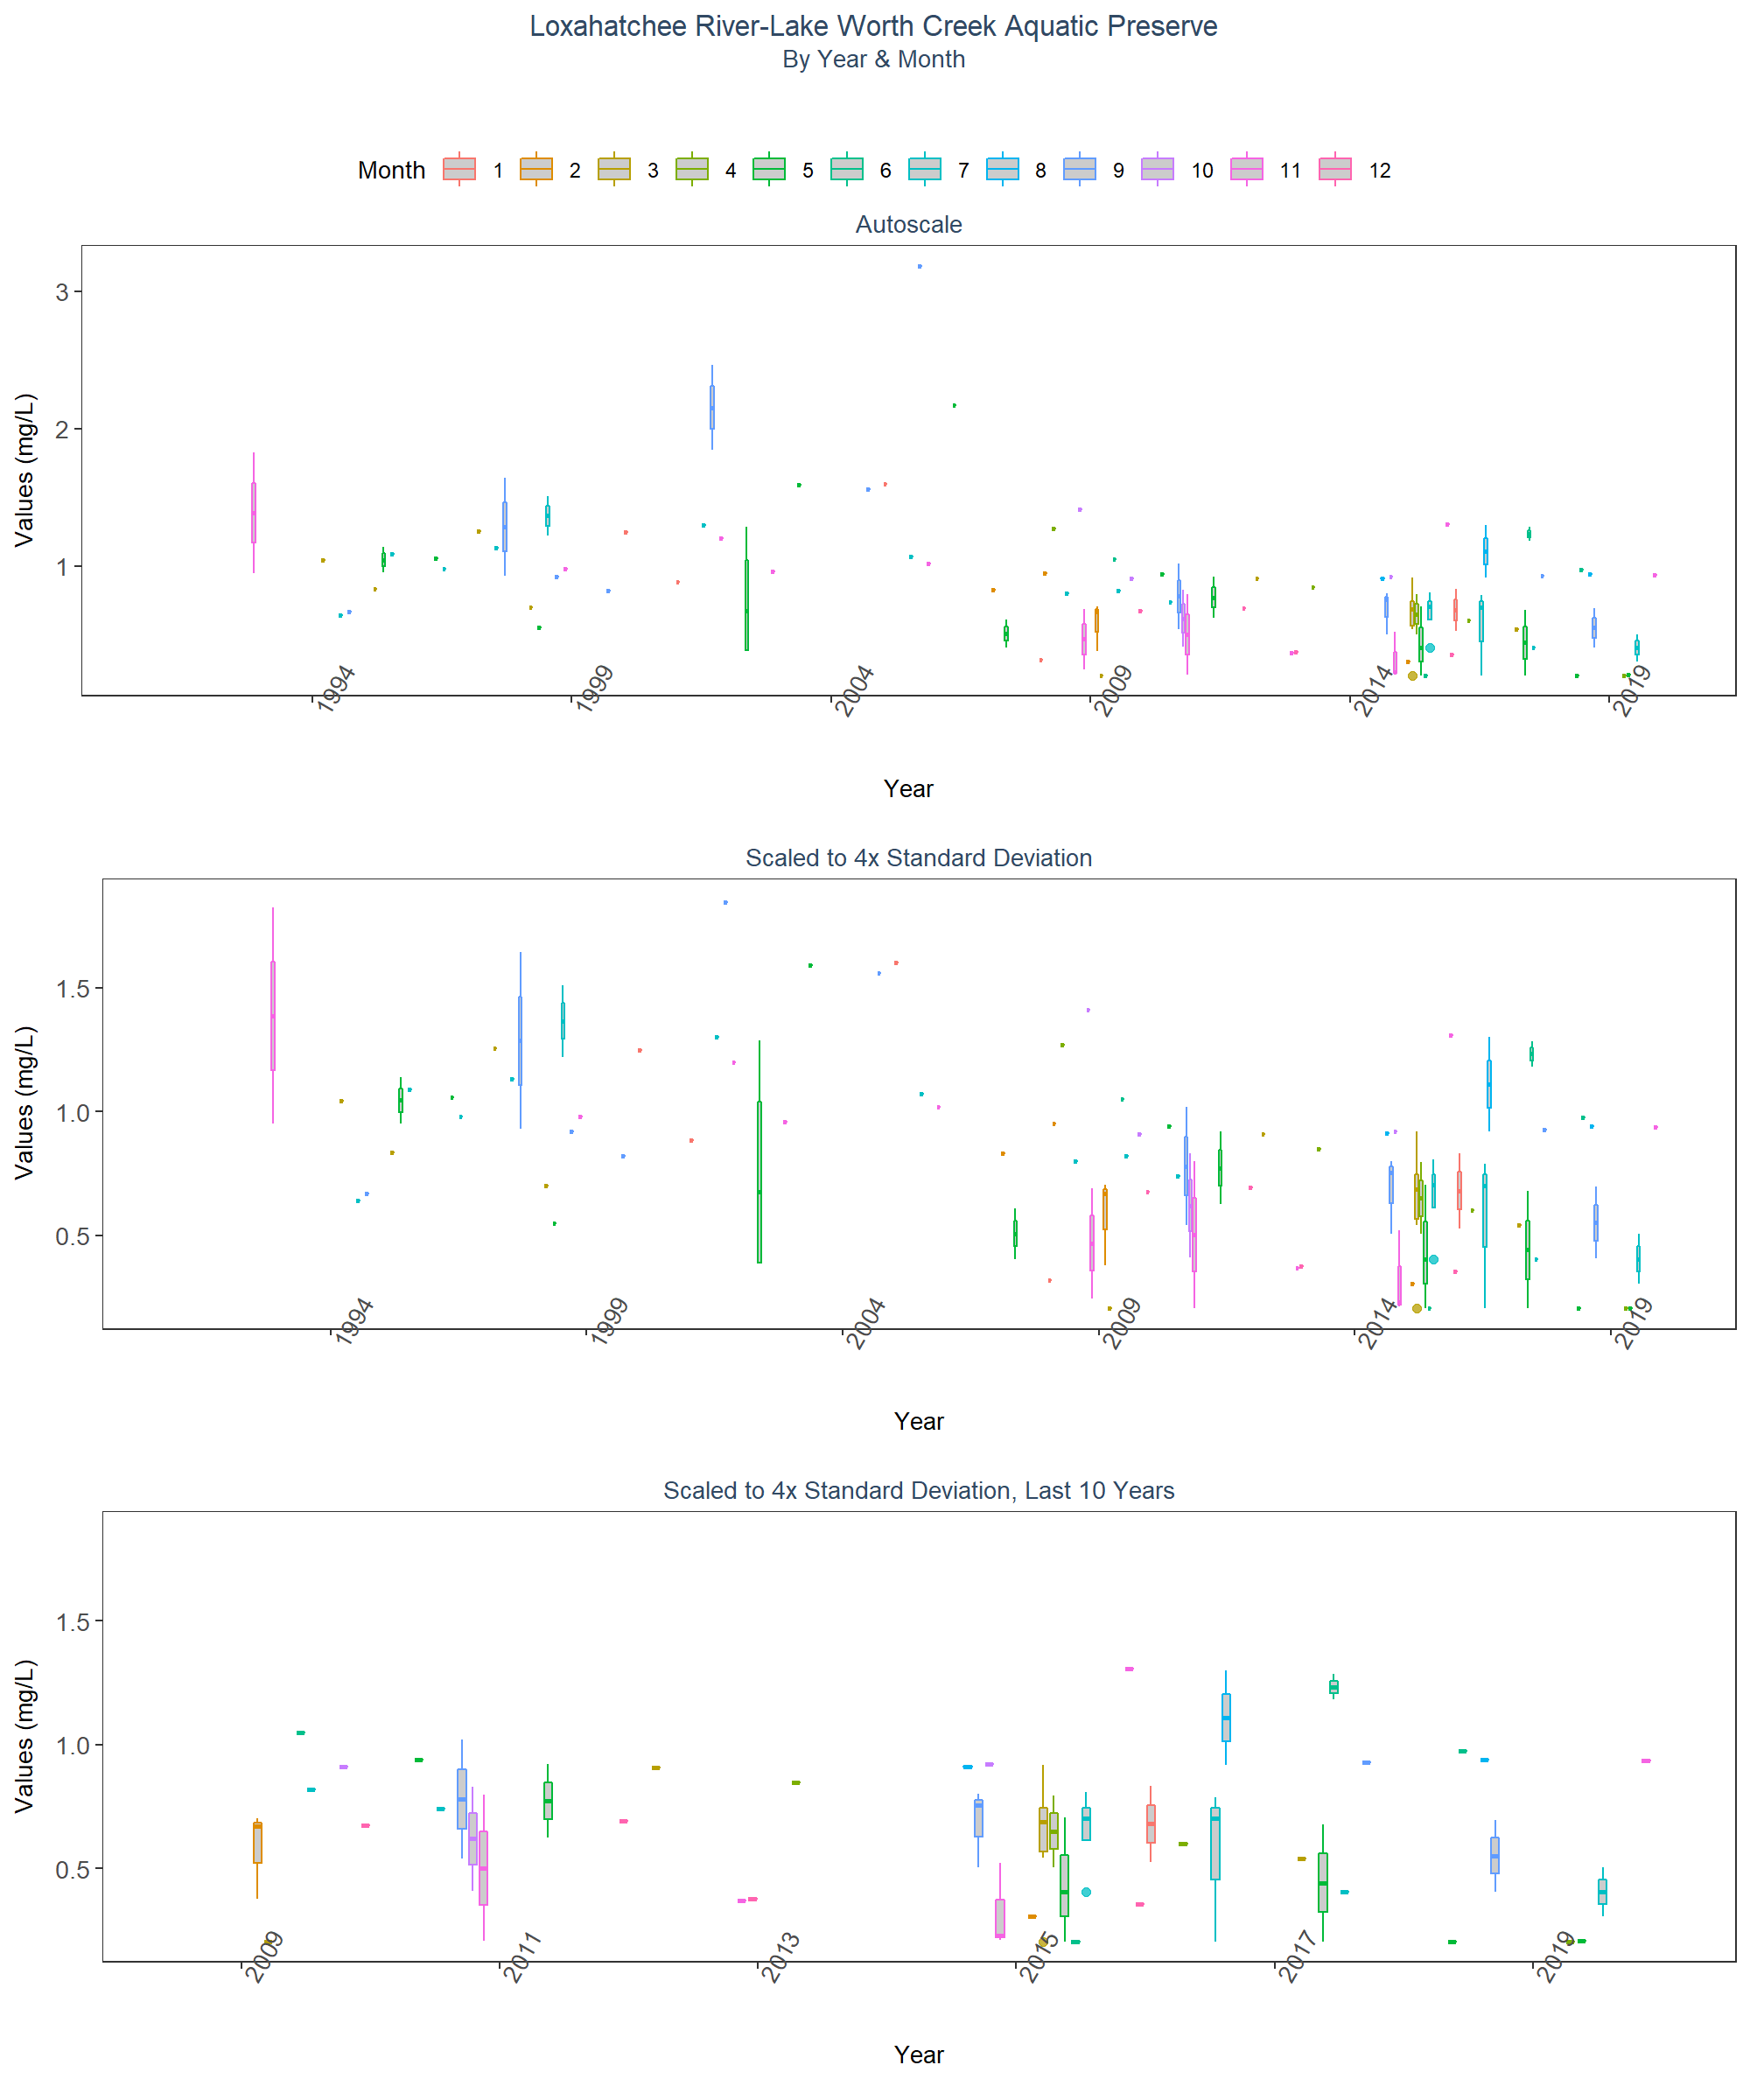 Loxahatchee River-Lake Worth Creek Aquatic Preserve
By Year & Month
Month 1 2 3 4 5 6 7 8 9 10 11 12
Autoscale
Values (mg/L)
3
2
1
1994 1999 2004 2009 2014 2019
Year
Scaled to 4x Standard Deviation
Values (mg/L)
1.5
1.0
0.5
1994 1999 2004 2009 2014 2019
Year
Scaled to 4x Standard Deviation, Last 10 Years
Values (mg/L)
1.5
1.0
0.5
2009 2011 2013 2015 2017 2019
Year